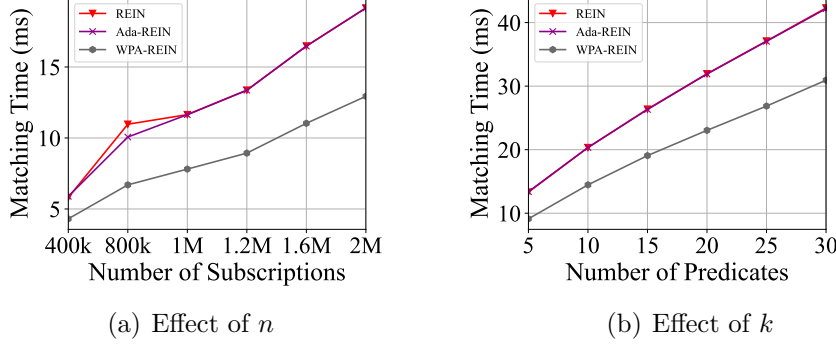 REIN
Ada-REIN
WPA-REIN
Matching Time (ms)
15
10
5
400k 800k 1M 1.2M 1.6M 2M
Number of Subscriptions
(a) Effect of n
REIN
Ada-REIN
WPA-REIN
Matching Time (ms)
40
30
20
10
5 10 15 20 25 30
Number of Predicates
(b) Effect of k